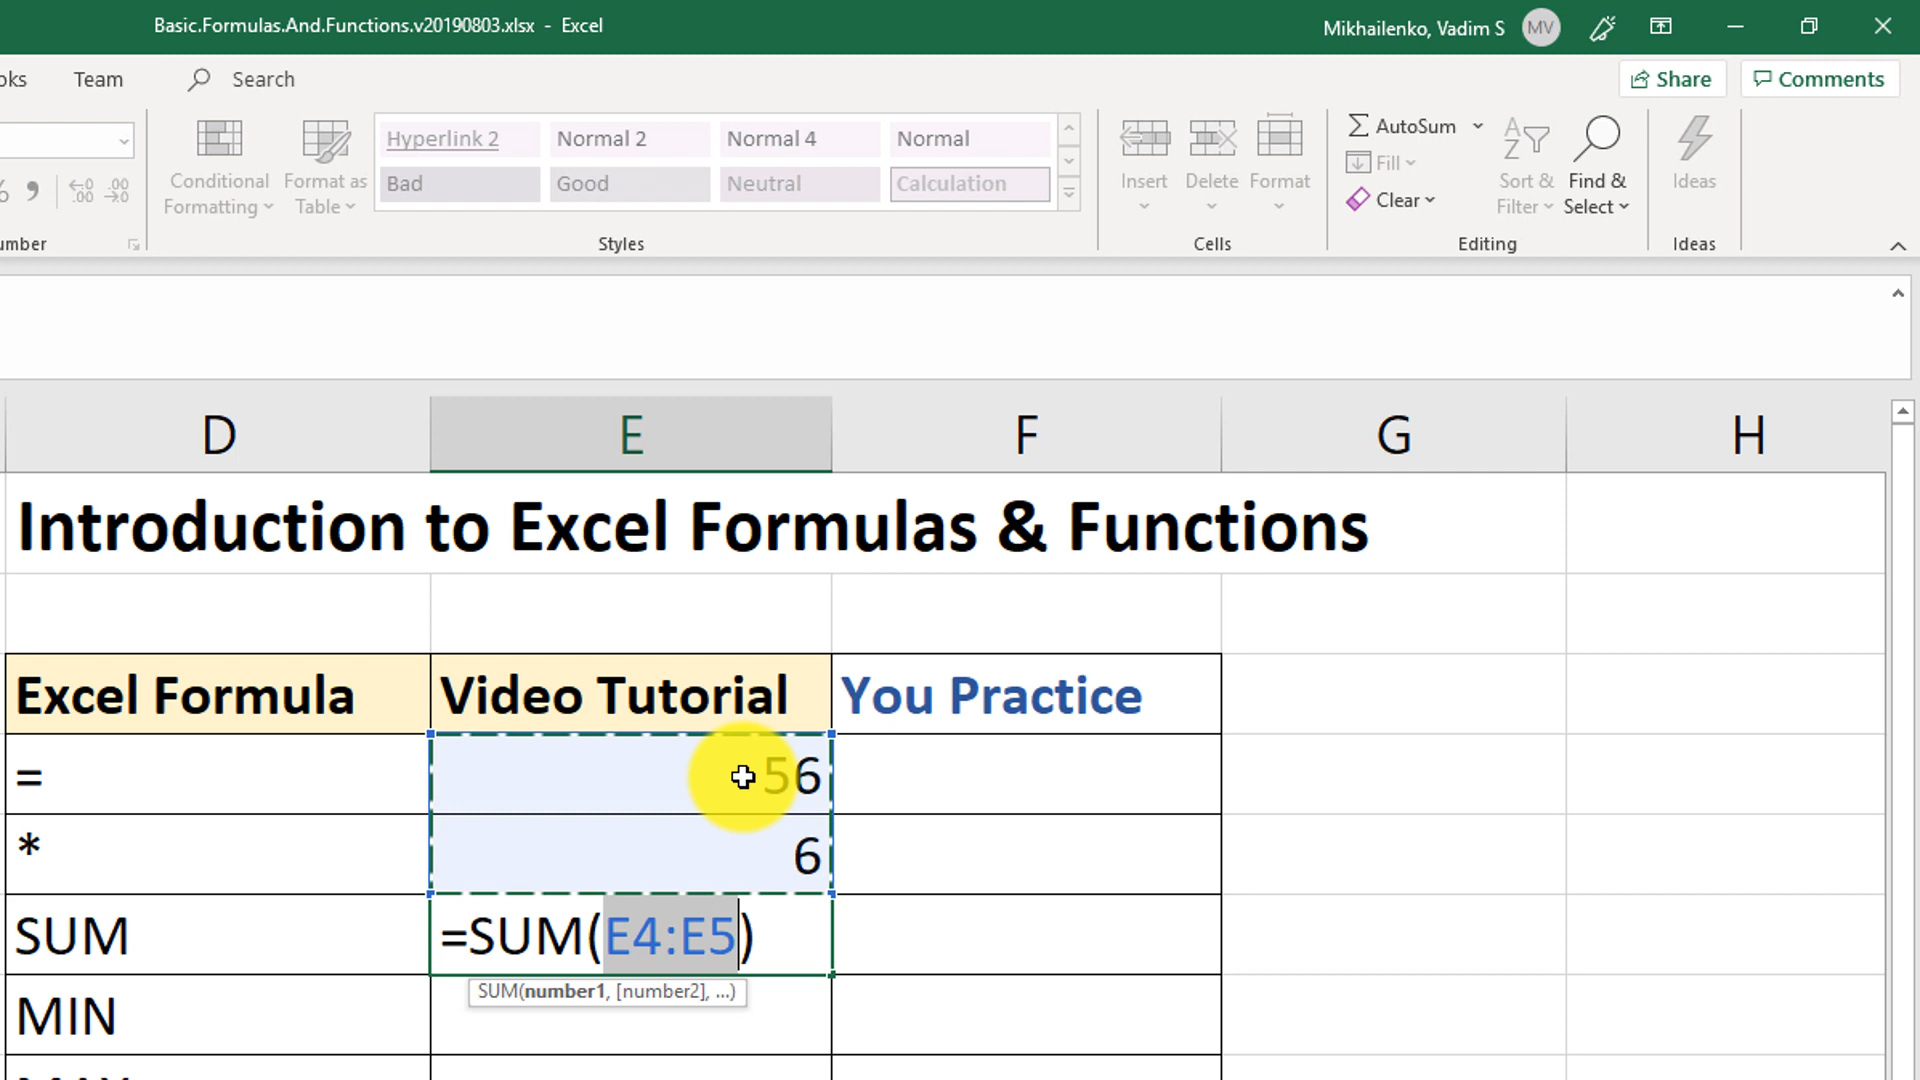 Basic.Formulas.And.Functions.v20190803.xlsx - Excel
Mikhailenko, Vadim S MV
oks Team Search Share Comments
Hyperlink 2 Normal 2 Normal 4 Normal
Bad Good Neutral Calculation
Conditional Formatting
Format as Table
Insert Delete Format
AutoSum
Fill
Clear
Sort & Filter
Find & Select
Ideas
umber Styles Cells Editing Ideas
D E F G H
Introduction to Excel Formulas & Functions
Excel Formula Video Tutorial You Practice
= 56
* 6
SUM =SUM(E4:E5)
SUM(number1, [number2], ...)
MIN
MAX